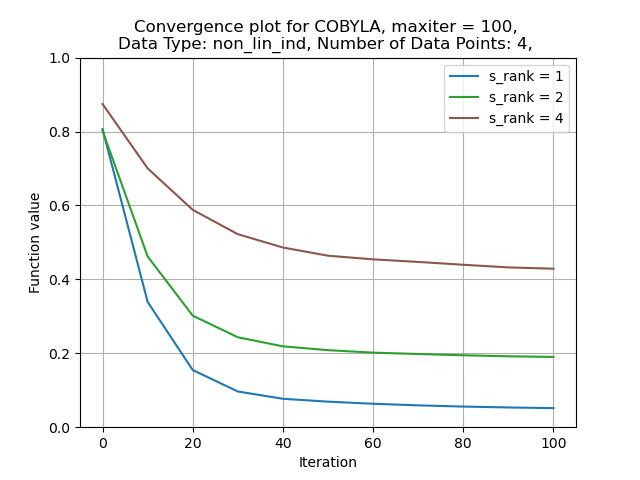 Convergence plot for COBYLA, maxiter = 100,
Data Type: non_lin_ind, Number of Data Points: 4,
s_rank = 1
s_rank = 2
s_rank = 4
Function value
1.0
0.8
0.6
0.4
0.2
0.0
0 20 40 60 80 100
Iteration